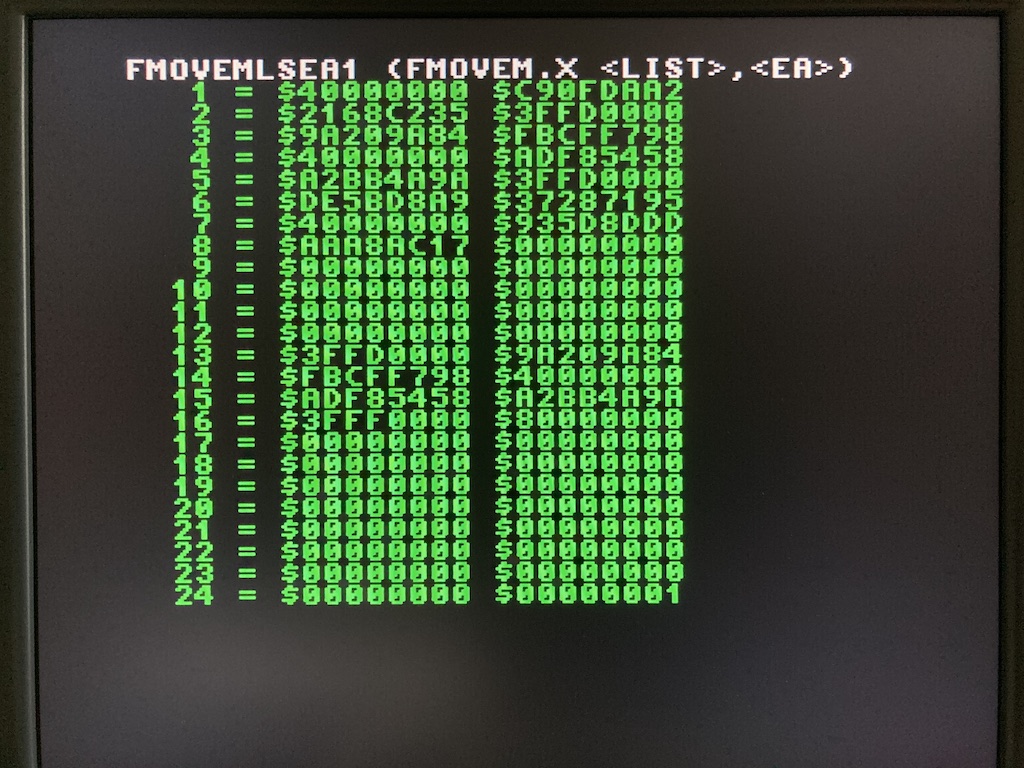 FMOVEMLSEA1 (FMOVEM.X <LIST>,<EA>)
1 = $40000000 $C90FDAA2
2 = $2168C235 $3FFD0000
3 = $9A209A84 $FBCFF798
4 = $40000000 $ADF85458
5 = $A2BB4A9A $3FFD0000
6 = $DE5BD8A9 $37287195
7 = $40000000 $935D8DDD
8 = $AAA8AC17 $00000000
9 = $00000000 $00000000
10 = $00000000 $00000000
11 = $00000000 $00000000
12 = $00000000 $00000000
13 = $3FFD0000 $9A209A84
14 = $FBCFF798 $40000000
15 = $ADF85458 $A2BB4A9A
16 = $3FFF0000 $80000000
17 = $00000000 $00000000
18 = $00000000 $00000000
19 = $00000000 $00000000
20 = $00000000 $00000000
21 = $00000000 $00000000
22 = $00000000 $00000000
23 = $00000000 $00000000
24 = $00000000 $00000001